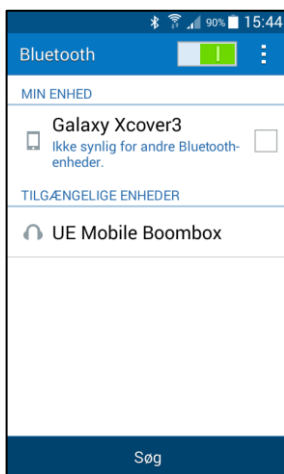 90% 15:44
Bluetooth
MIN ENHED
Galaxy Xcover3
Ikke synlig for andre Bluetooth-
enheder.
TILGÆNGELIGE ENHEDER
UE Mobile Boombox
Søg